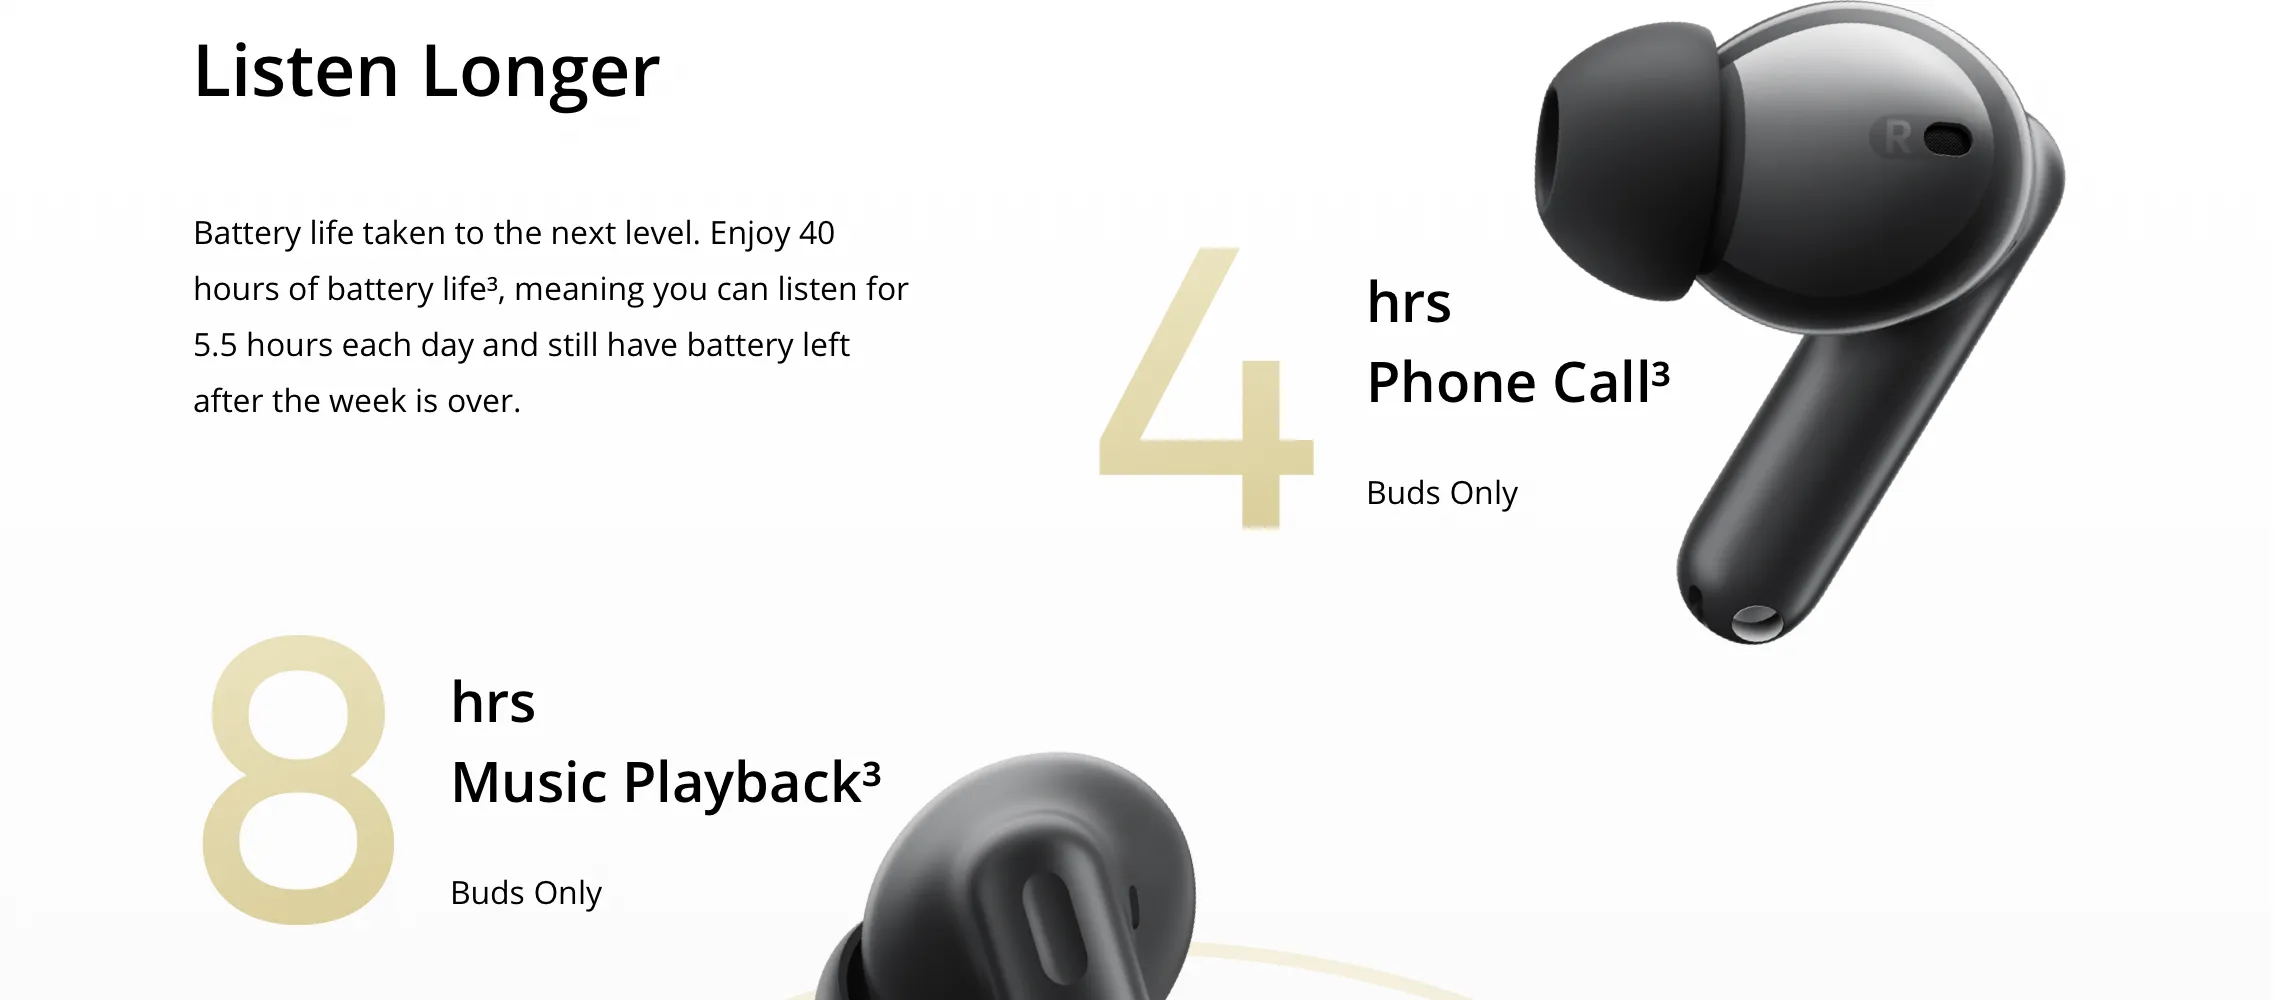 Listen Longer
Battery life taken to the next level. Enjoy 40
hours of battery life³, meaning you can listen for
5.5 hours each day and still have battery left
after the week is over.
4
hrs
Phone Call³
Buds Only
R
8
hrs
Music Playback³
Buds Only